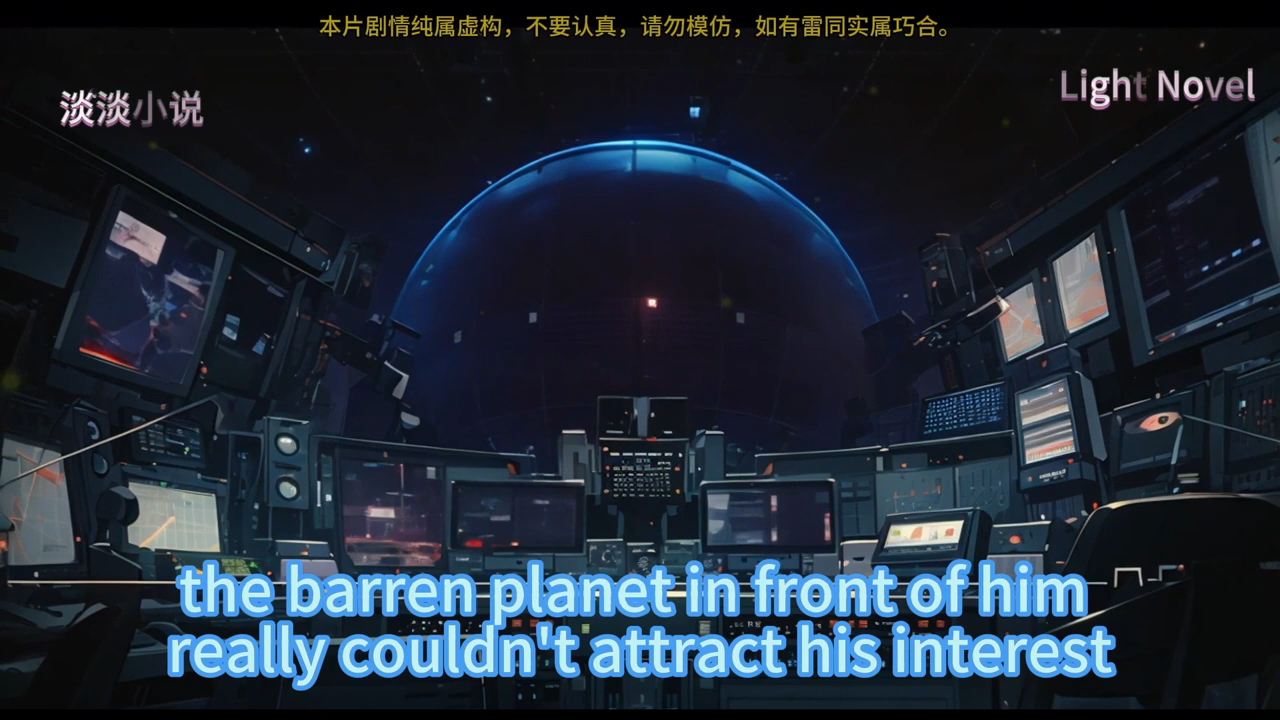 本片剧情纯属虚构，不要认真，请勿模仿，如有雷同实属巧合。
淡淡小说
Light Novel
the barren planet in front of him
really couldn't attract his interest